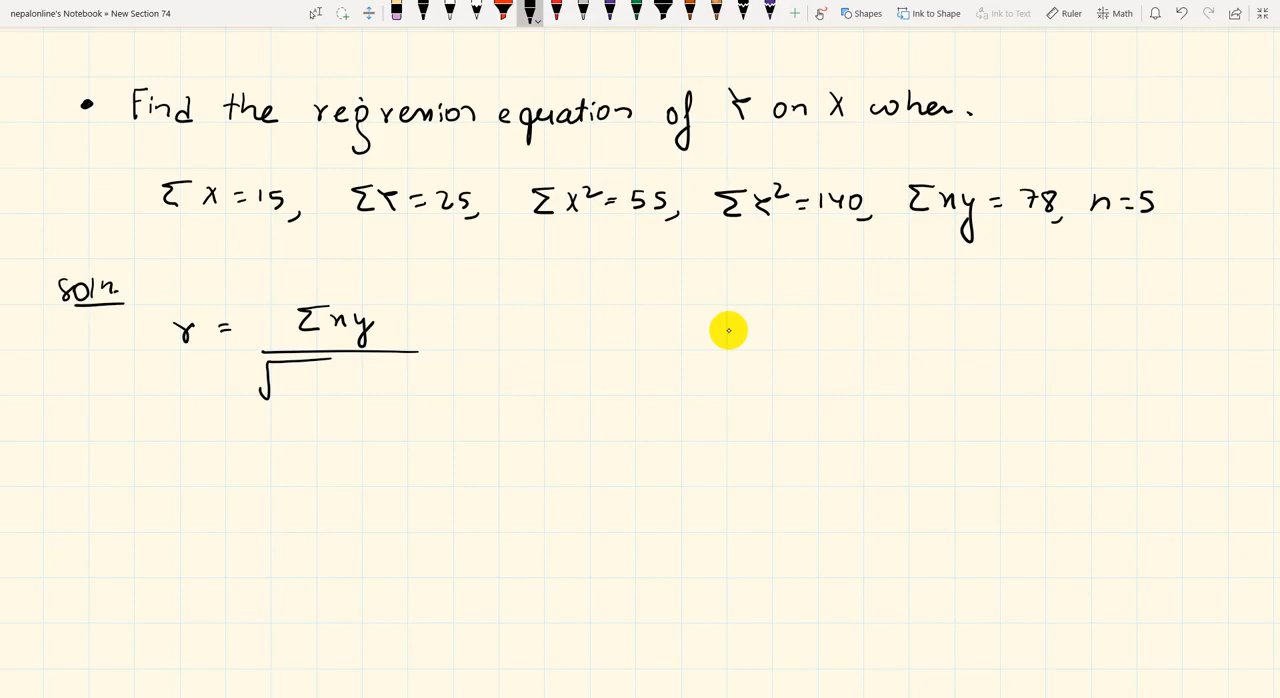 nepalonline's Notebook » New Section 74
Shapes Ink to Shape Ink to Text Ruler Math
• Find the regression equation of Y on X when.
Σ X = 15, Σ Y = 25, Σ X² = 55, Σ Y² = 140, Σ xy = 78, n = 5
Soln.
r = Σ xy
√